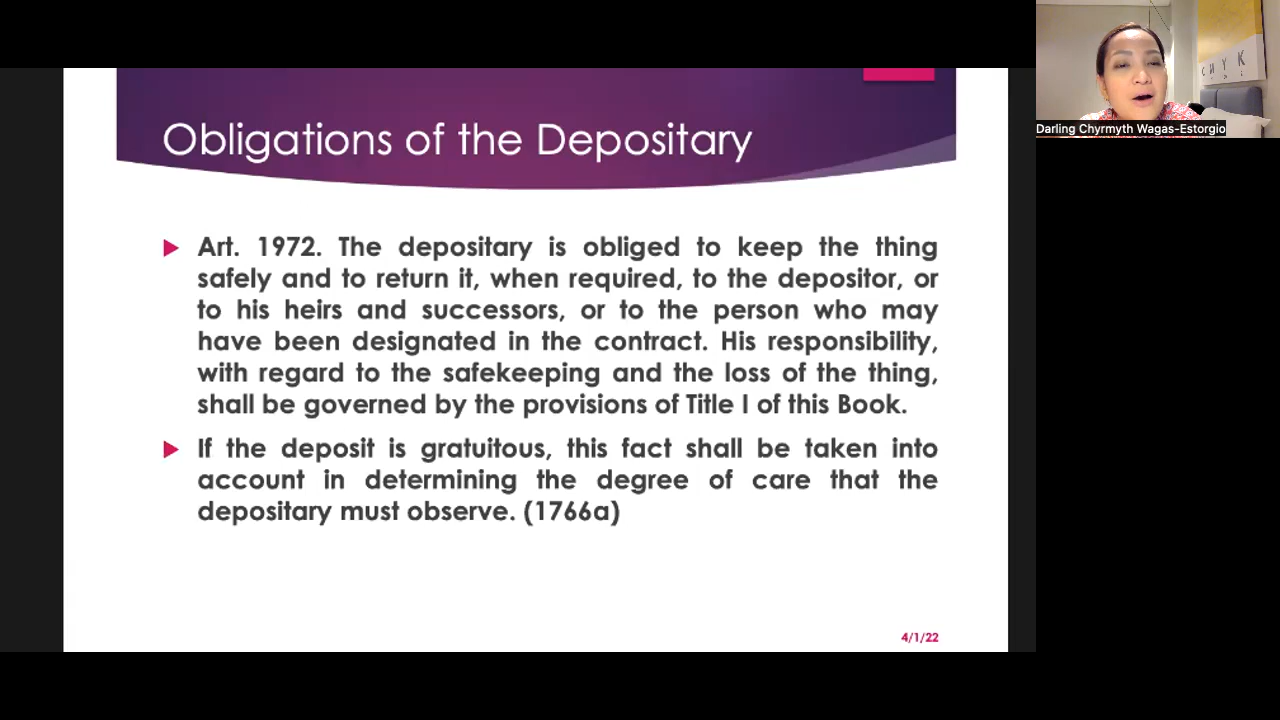 Obligations of the Depositary
Art. 1972. The depositary is obliged to keep the thing
safely and to return it, when required, to the depositor, or
to his heirs and successors, or to the person who may
have been designated in the contract. His responsibility,
with regard to the safekeeping and the loss of the thing,
shall be governed by the provisions of Title I of this Book.
If the deposit is gratuitous, this fact shall be taken into
account in determining the degree of care that the
depositary must observe. (1766a)
4/1/22
CHYK
Darling Chyrmyth Wagas-Estorgio